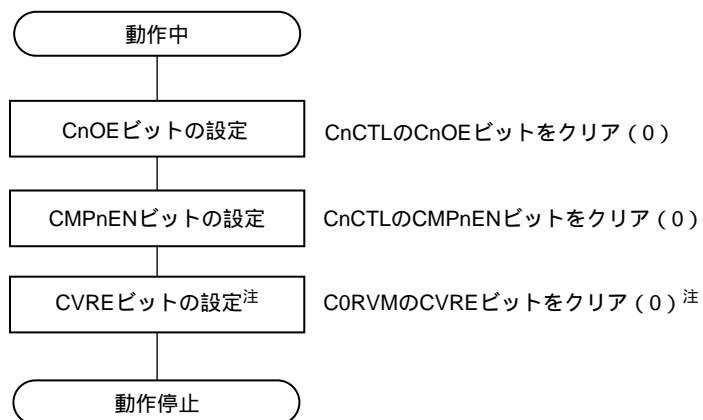 動作中
CnOEビットの設定 CnCTLのCnOEビットをクリア（0）
CMPnENビットの設定 CnCTLのCMPnENビットをクリア（0）
CVREビットの設定注 C0RVMのCVREビットをクリア（0）注
動作停止